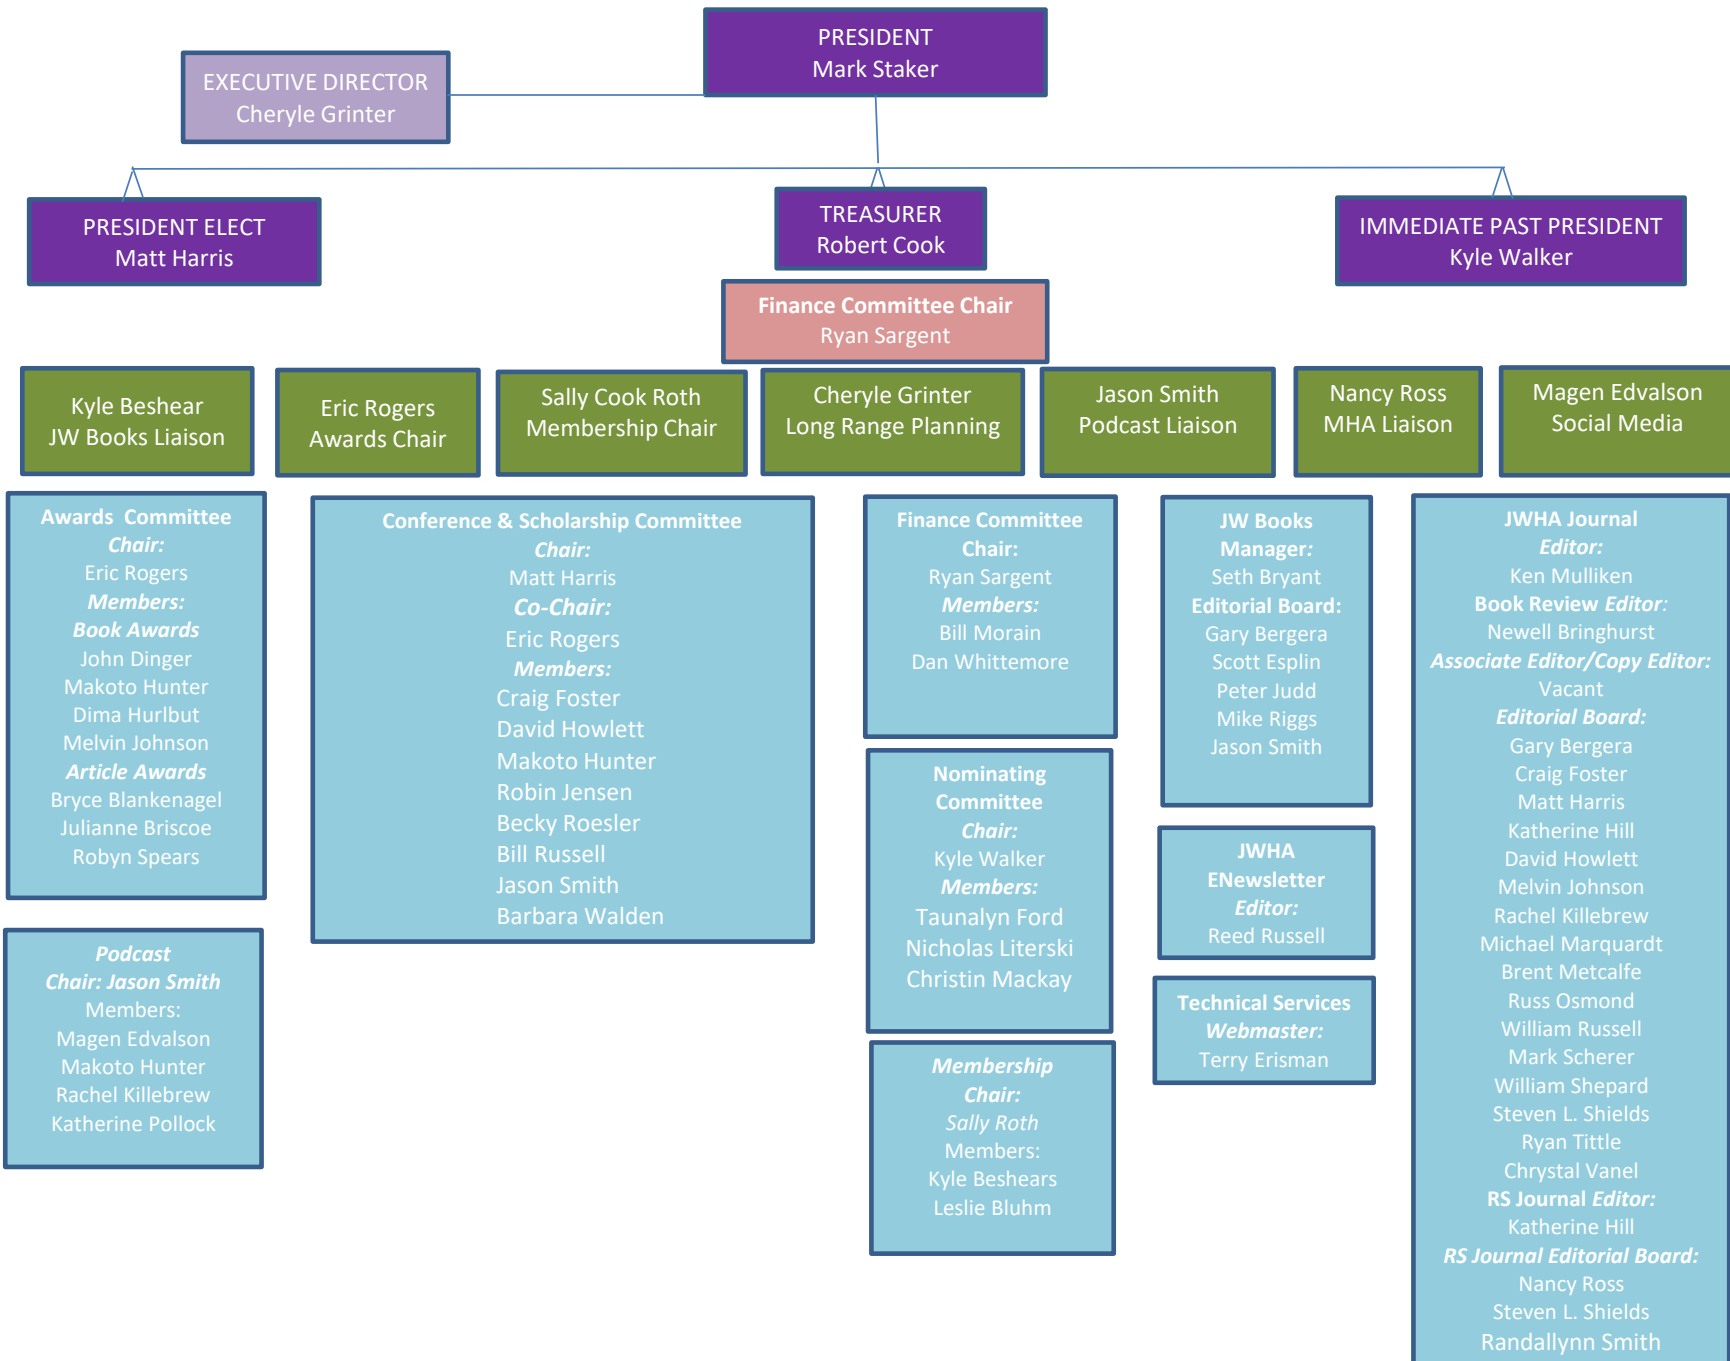 PRESIDENT
Mark Staker
EXECUTIVE DIRECTOR
Cheryle Grinter
PRESIDENT ELECT
Matt Harris
TREASURER
Robert Cook
IMMEDIATE PAST PRESIDENT
Kyle Walker
Finance Committee Chair
Ryan Sargent
Kyle Beshear
JW Books Liaison
Eric Rogers
Awards Chair
Sally Cook Roth
Membership Chair
Cheryle Grinter
Long Range Planning
Jason Smith
Podcast Liaison
Nancy Ross
MHA Liaison
Magen Edvalson
Social Media
Awards Committee
Chair:
Eric Rogers
Members:
Book Awards
John Dinger
Makoto Hunter
Dima Hurlbut
Melvin Johnson
Article Awards
Bryce Blankenagel
Julianne Briscoe
Robyn Spears
Podcast
Chair: Jason Smith
Members:
Magen Edvalson
Makoto Hunter
Rachel Killebrew
Katherine Pollock
Conference & Scholarship Committee
Chair:
Matt Harris
Co-Chair:
Eric Rogers
Members:
Craig Foster
David Howlett
Makoto Hunter
Robin Jensen
Becky Roesler
Bill Russell
Jason Smith
Barbara Walden
Finance Committee
Chair:
Ryan Sargent
Members:
Bill Morain
Dan Whittemore
Nominating
Committee
Chair:
Kyle Walker
Members:
Taunalyn Ford
Nicholas Literski
Christin Mackay
Membership
Chair:
Sally Roth
Members:
Kyle Beshears
Leslie Bluhm
JW Books
Manager:
Seth Bryant
Editorial Board:
Gary Bergera
Scott Esplin
Peter Judd
Mike Riggs
Jason Smith
JWHA
ENewsletter
Editor:
Reed Russell
Technical Services
Webmaster:
Terry Erisman
JWHA Journal
Editor:
Ken Mulliken
Book Review Editor:
Newell Bringhurst
Associate Editor/Copy Editor:
Vacant
Editorial Board:
Gary Bergera
Craig Foster
Matt Harris
Katherine Hill
David Howlett
Melvin Johnson
Rachel Killebrew
Michael Marquardt
Brent Metcalfe
Russ Osmond
William Russell
Mark Scherer
William Shepard
Steven L. Shields
Ryan Tittle
Chrystal Vanel
RS Journal Editor:
Katherine Hill
RS Journal Editorial Board:
Nancy Ross
Steven L. Shields
Randallynn Smith